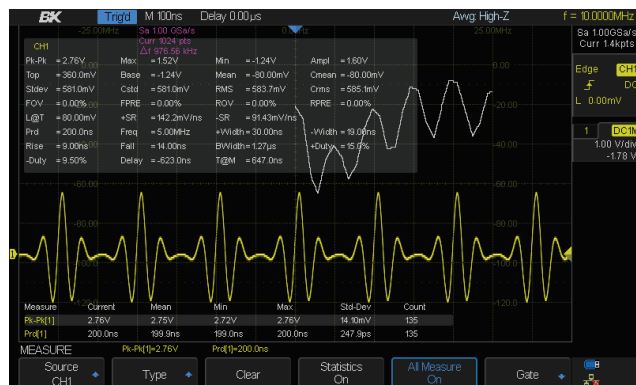 BK Trig'd M 100ns Delay 0.00µs Awg: High-Z f = 10.0000MHz
-25.00MHz Sa 1.00 GSa/s 25.00MHz Sa 1.00GSa/s
Curr 1024 pts Curr 1.4kpts
Δf 976.56 kHz
CH1
Pk-Pk =2.76V Max =1.52V Min =-1.24V Ampl =1.60V
Top =360.0mV Base =-1.24V Mean =-80.00mV Cmean =-80.00mV
Stdev =581.0mV Cstd =581.0mV RMS =583.7mV Crms =585.1mV
FOV =0.00% FPRE =0.00% ROV =0.00% RPRE =0.00%
L@T =80.00mV +SR =142.2mV/ns -SR =91.43mV/ns
Prd =200.0ns Freq =5.00MHz +Width=30.00ns -Width=19.00ns
Rise =9.00ns Fall =14.00ns BWidth=1.27µs +Duty =15.0%
-Duty =9.50% Delay =-623.0ns T@M =647.0ns
Edge CH1
DC
L 0.00mV
1 DC1M
1.00 V/div
-1.78 V
-60.00 -60.00
-80.00 -80.00
1
-100.0 -100.0
-120.0 -120.0
Measure Current Mean Min Max Std-Dev Count
Pk-Pk[1] 2.76V 2.75V 2.72V 2.76V 14.10mV 135
Prd[1] 200.0ns 199.9ns 199.0ns 200.0ns 247.9ps 135
MEASURE Pk-Pk[1]=2.76V Prd[1]=200.0ns
Source CH1
Type
Clear
Statistics On
All Measure On
Gate